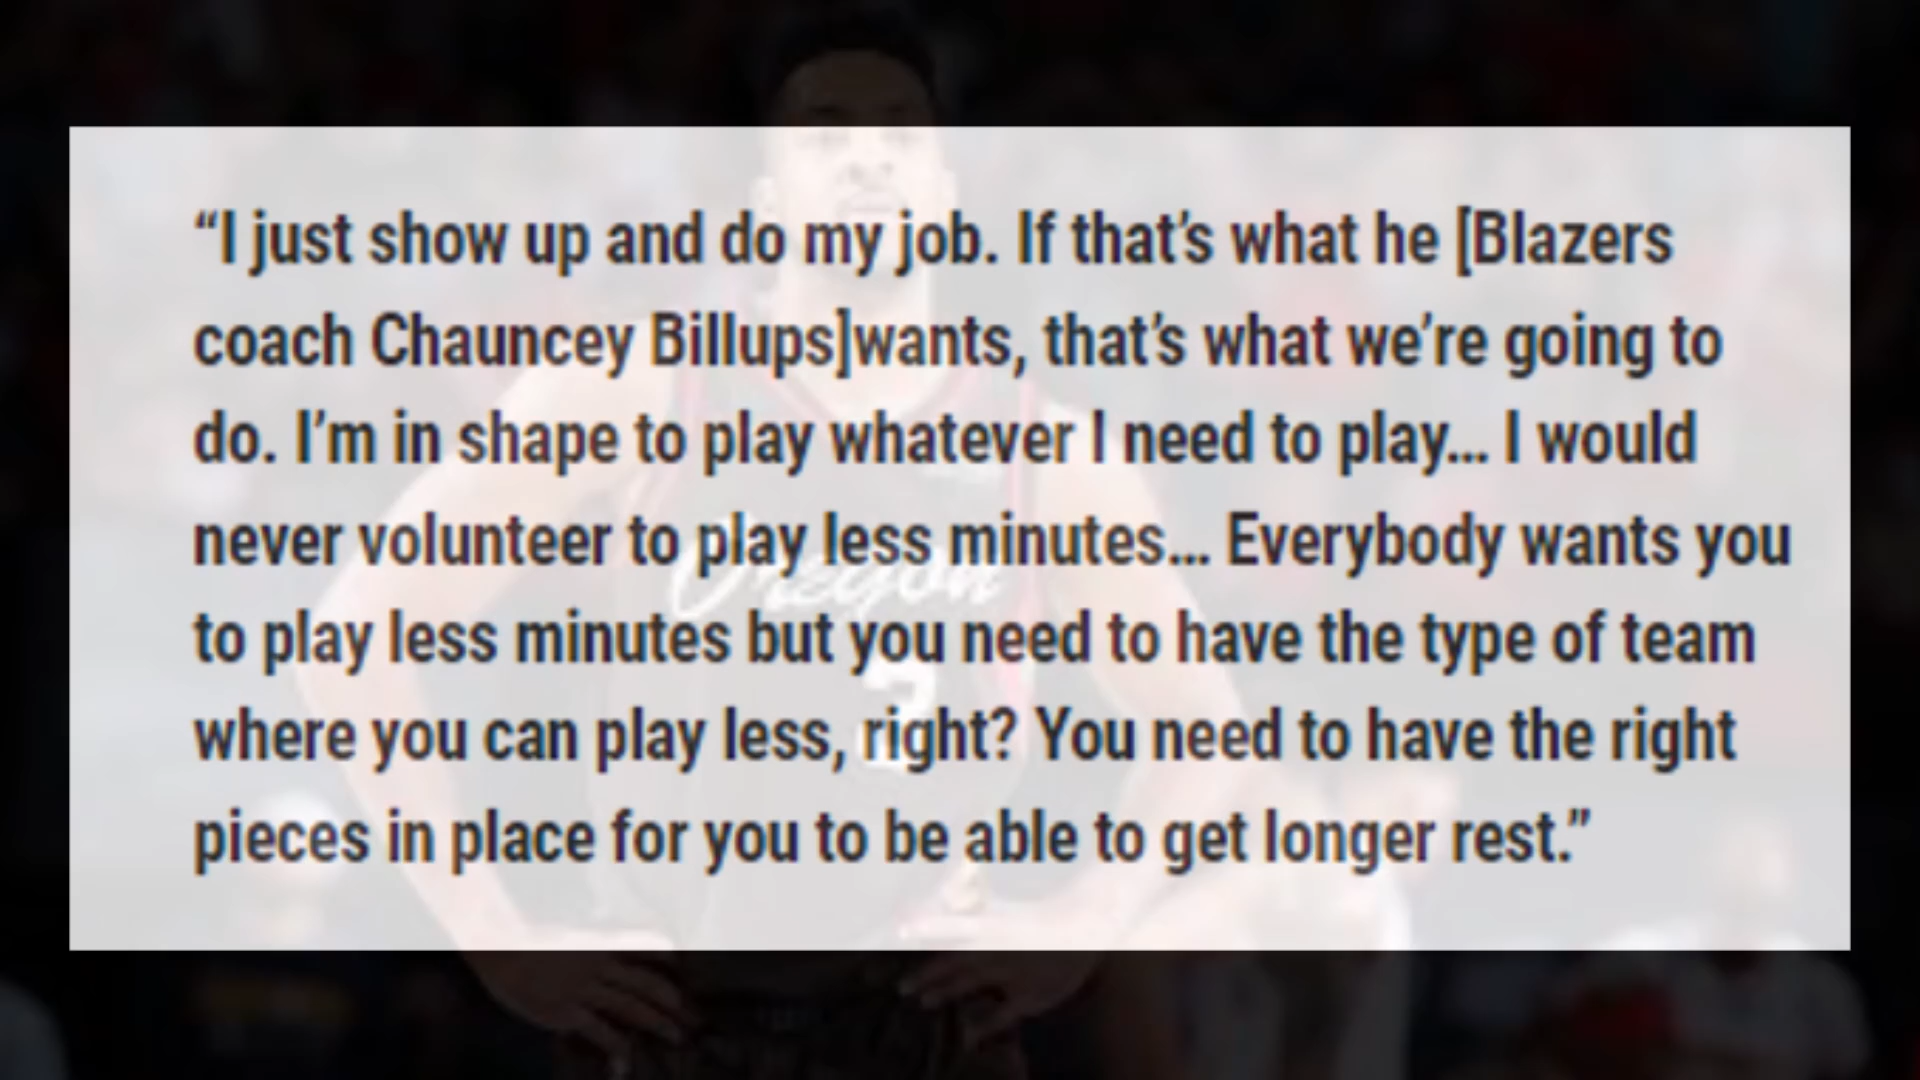 “I just show up and do my job. If that’s what he [Blazers
coach Chauncey Billups]wants, that’s what we’re going to
do. I’m in shape to play whatever I need to play... I would
never volunteer to play less minutes... Everybody wants you
to play less minutes but you need to have the type of team
where you can play less, right? You need to have the right
pieces in place for you to be able to get longer rest.”
Oregon
3